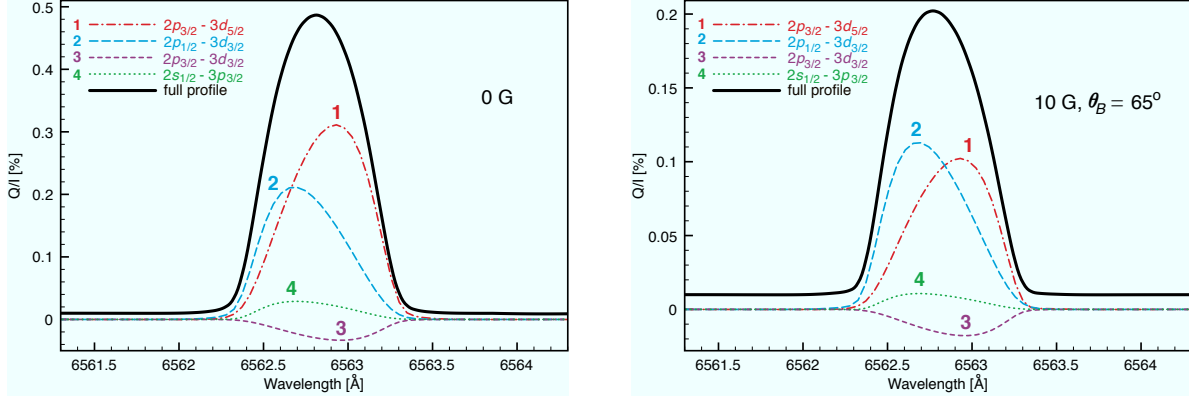 Q/I [%]
0.5
0.4
0.3
0.2
0.1
0
1 2p3/2 - 3d5/2
2 2p1/2 - 3d3/2
3 2p3/2 - 3d3/2
4 2s1/2 - 3p3/2
full profile
0 G
1
2
4
3
6561.5 6562 6562.5 6563 6563.5 6564
Wavelength [Å]
Q/I [%]
0.2
0.15
0.1
0.05
0
1 2p3/2 - 3d5/2
2 2p1/2 - 3d3/2
3 2p3/2 - 3d3/2
4 2s1/2 - 3p3/2
full profile
10 G, θB = 65o
2
1
4
3
6561.5 6562 6562.5 6563 6563.5 6564
Wavelength [Å]